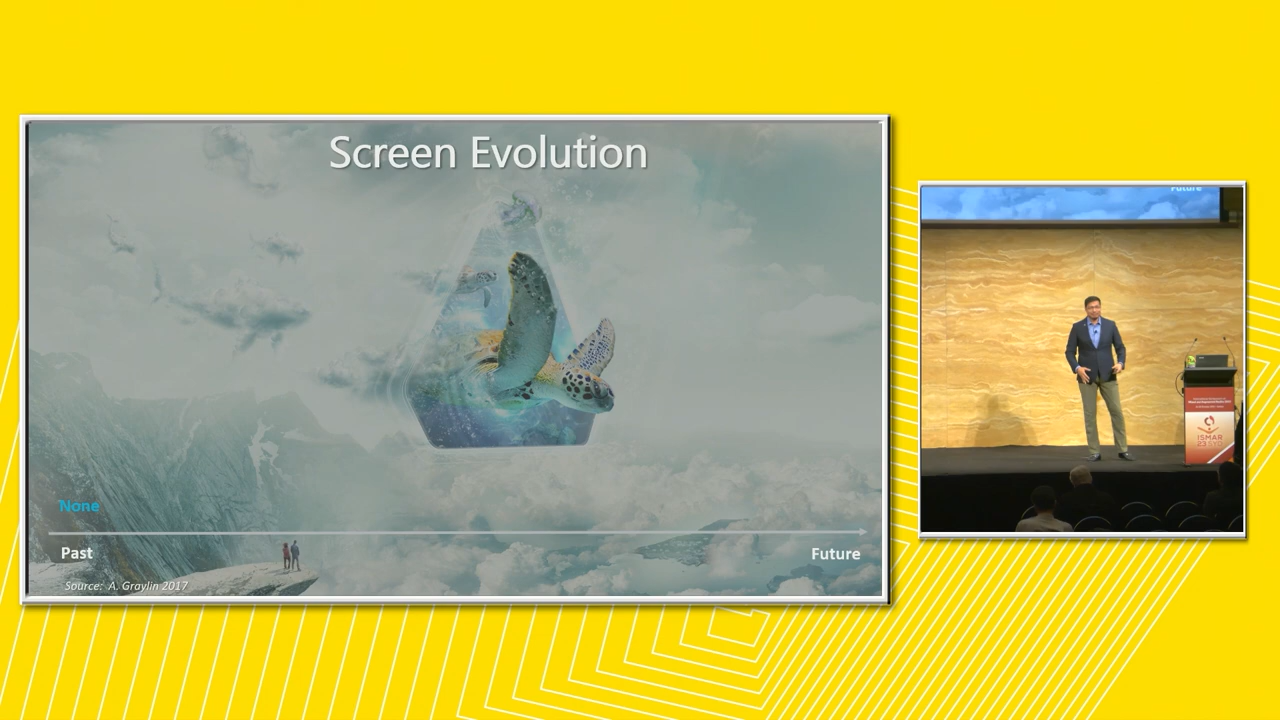 Screen Evolution
None
Past
Future
Source: A. Graylin 2017
Future
ISMAR